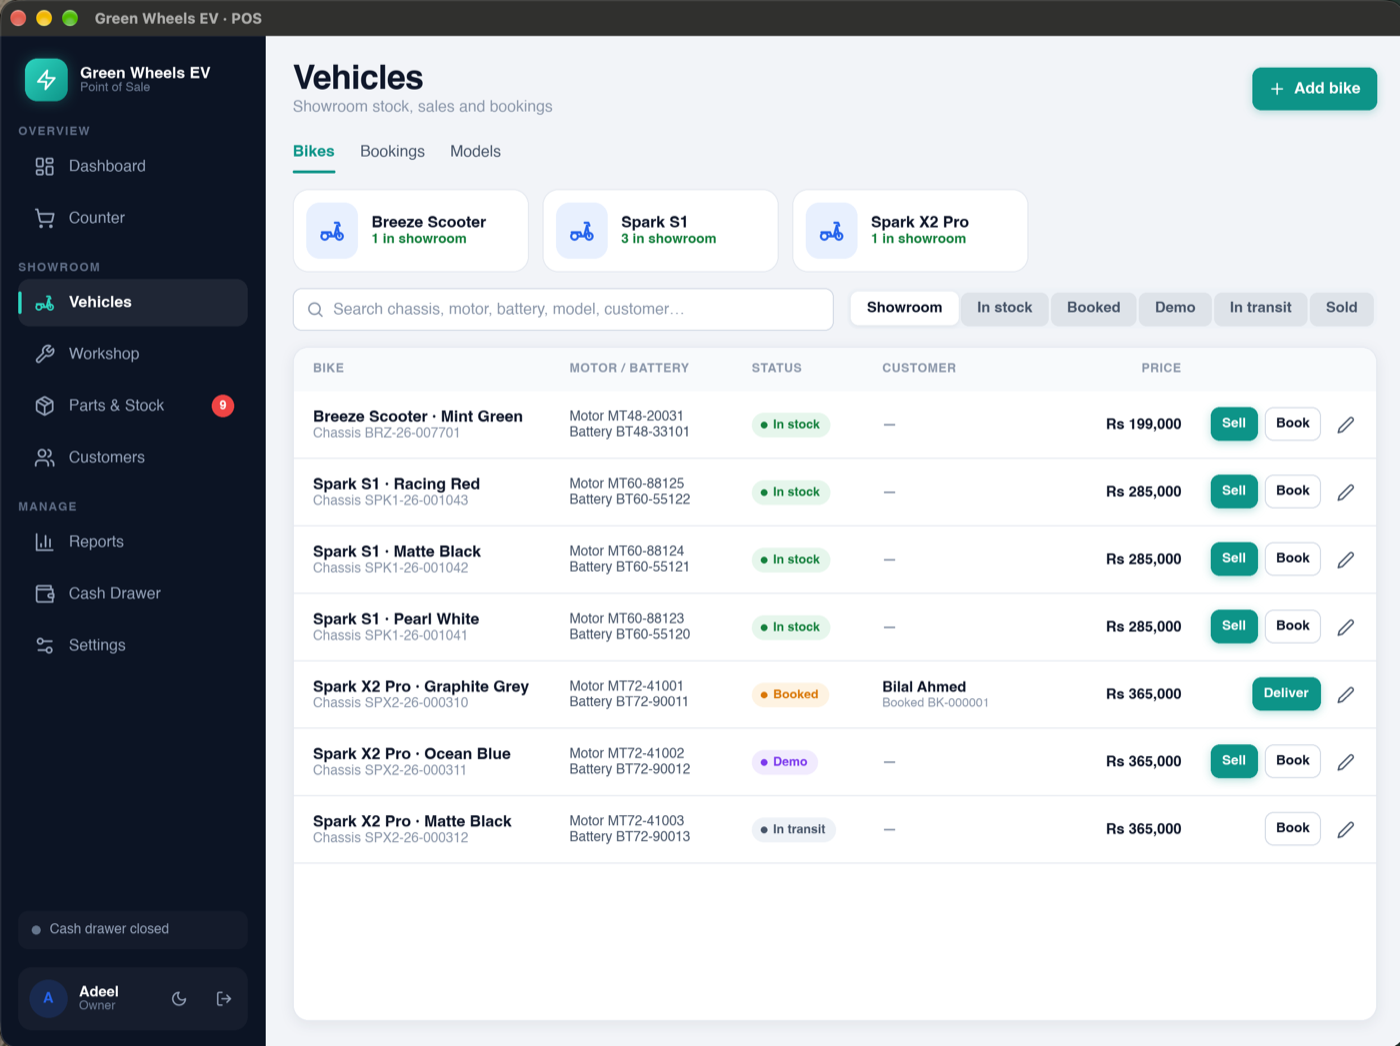 Green Wheels EV · POS
Green Wheels EV
Point of Sale
OVERVIEW
Dashboard
Counter
SHOWROOM
Vehicles
Workshop
Parts & Stock
9
Customers
MANAGE
Reports
Cash Drawer
Settings
Cash drawer closed
A
Adeel
Owner
Vehicles
Showroom stock, sales and bookings
+ Add bike
Bikes Bookings Models
Breeze Scooter
1 in showroom
Spark S1
3 in showroom
Spark X2 Pro
1 in showroom
Search chassis, motor, battery, model, customer…
Showroom In stock Booked Demo In transit Sold
BIKE MOTOR / BATTERY STATUS CUSTOMER PRICE
Breeze Scooter · Mint Green
Chassis BRZ-26-007701
Motor MT48-20031
Battery BT48-33101
In stock
—
Rs 199,000
Sell Book
Spark S1 · Racing Red
Chassis SPK1-26-001043
Motor MT60-88125
Battery BT60-55122
In stock
—
Rs 285,000
Sell Book
Spark S1 · Matte Black
Chassis SPK1-26-001042
Motor MT60-88124
Battery BT60-55121
In stock
—
Rs 285,000
Sell Book
Spark S1 · Pearl White
Chassis SPK1-26-001041
Motor MT60-88123
Battery BT60-55120
In stock
—
Rs 285,000
Sell Book
Spark X2 Pro · Graphite Grey
Chassis SPX2-26-000310
Motor MT72-41001
Battery BT72-90011
Booked
Bilal Ahmed
Booked BK-000001
Rs 365,000
Deliver
Spark X2 Pro · Ocean Blue
Chassis SPX2-26-000311
Motor MT72-41002
Battery BT72-90012
Demo
—
Rs 365,000
Sell Book
Spark X2 Pro · Matte Black
Chassis SPX2-26-000312
Motor MT72-41003
Battery BT72-90013
In transit
—
Rs 365,000
Book